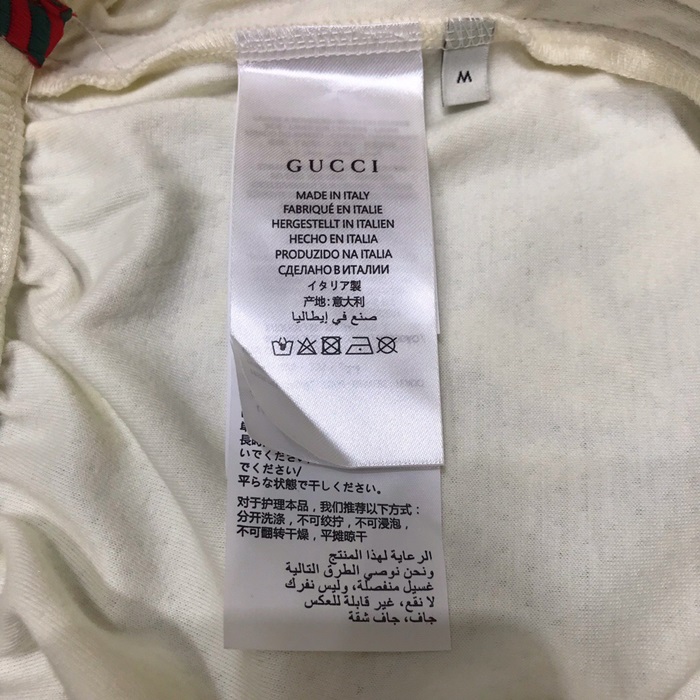 M
GUCCI
MADE IN ITALY
FABRIQUÉ EN ITALIE
HERGESTELLT IN ITALIEN
HECHO EN ITALIA
PRODUZIDO NA ITALIA
СДЕЛАНО В ИТАЛИИ
イタリア製
产地: 意大利
صنع في إيطاليا
いでくださ
でください/
平らな状態で干しください。
对于护理本品，我们推荐以下方式：
分开洗涤，不可绞拧，不可浸泡，
不可翻转干燥，平摊晾干
الرعاية لهذا المنتج
ونحن نوصي الطرق التالية
غسيل منفصلة، وليس نفرك
لا نقع، غير قابلة للعكس
جاف، جاف شقة